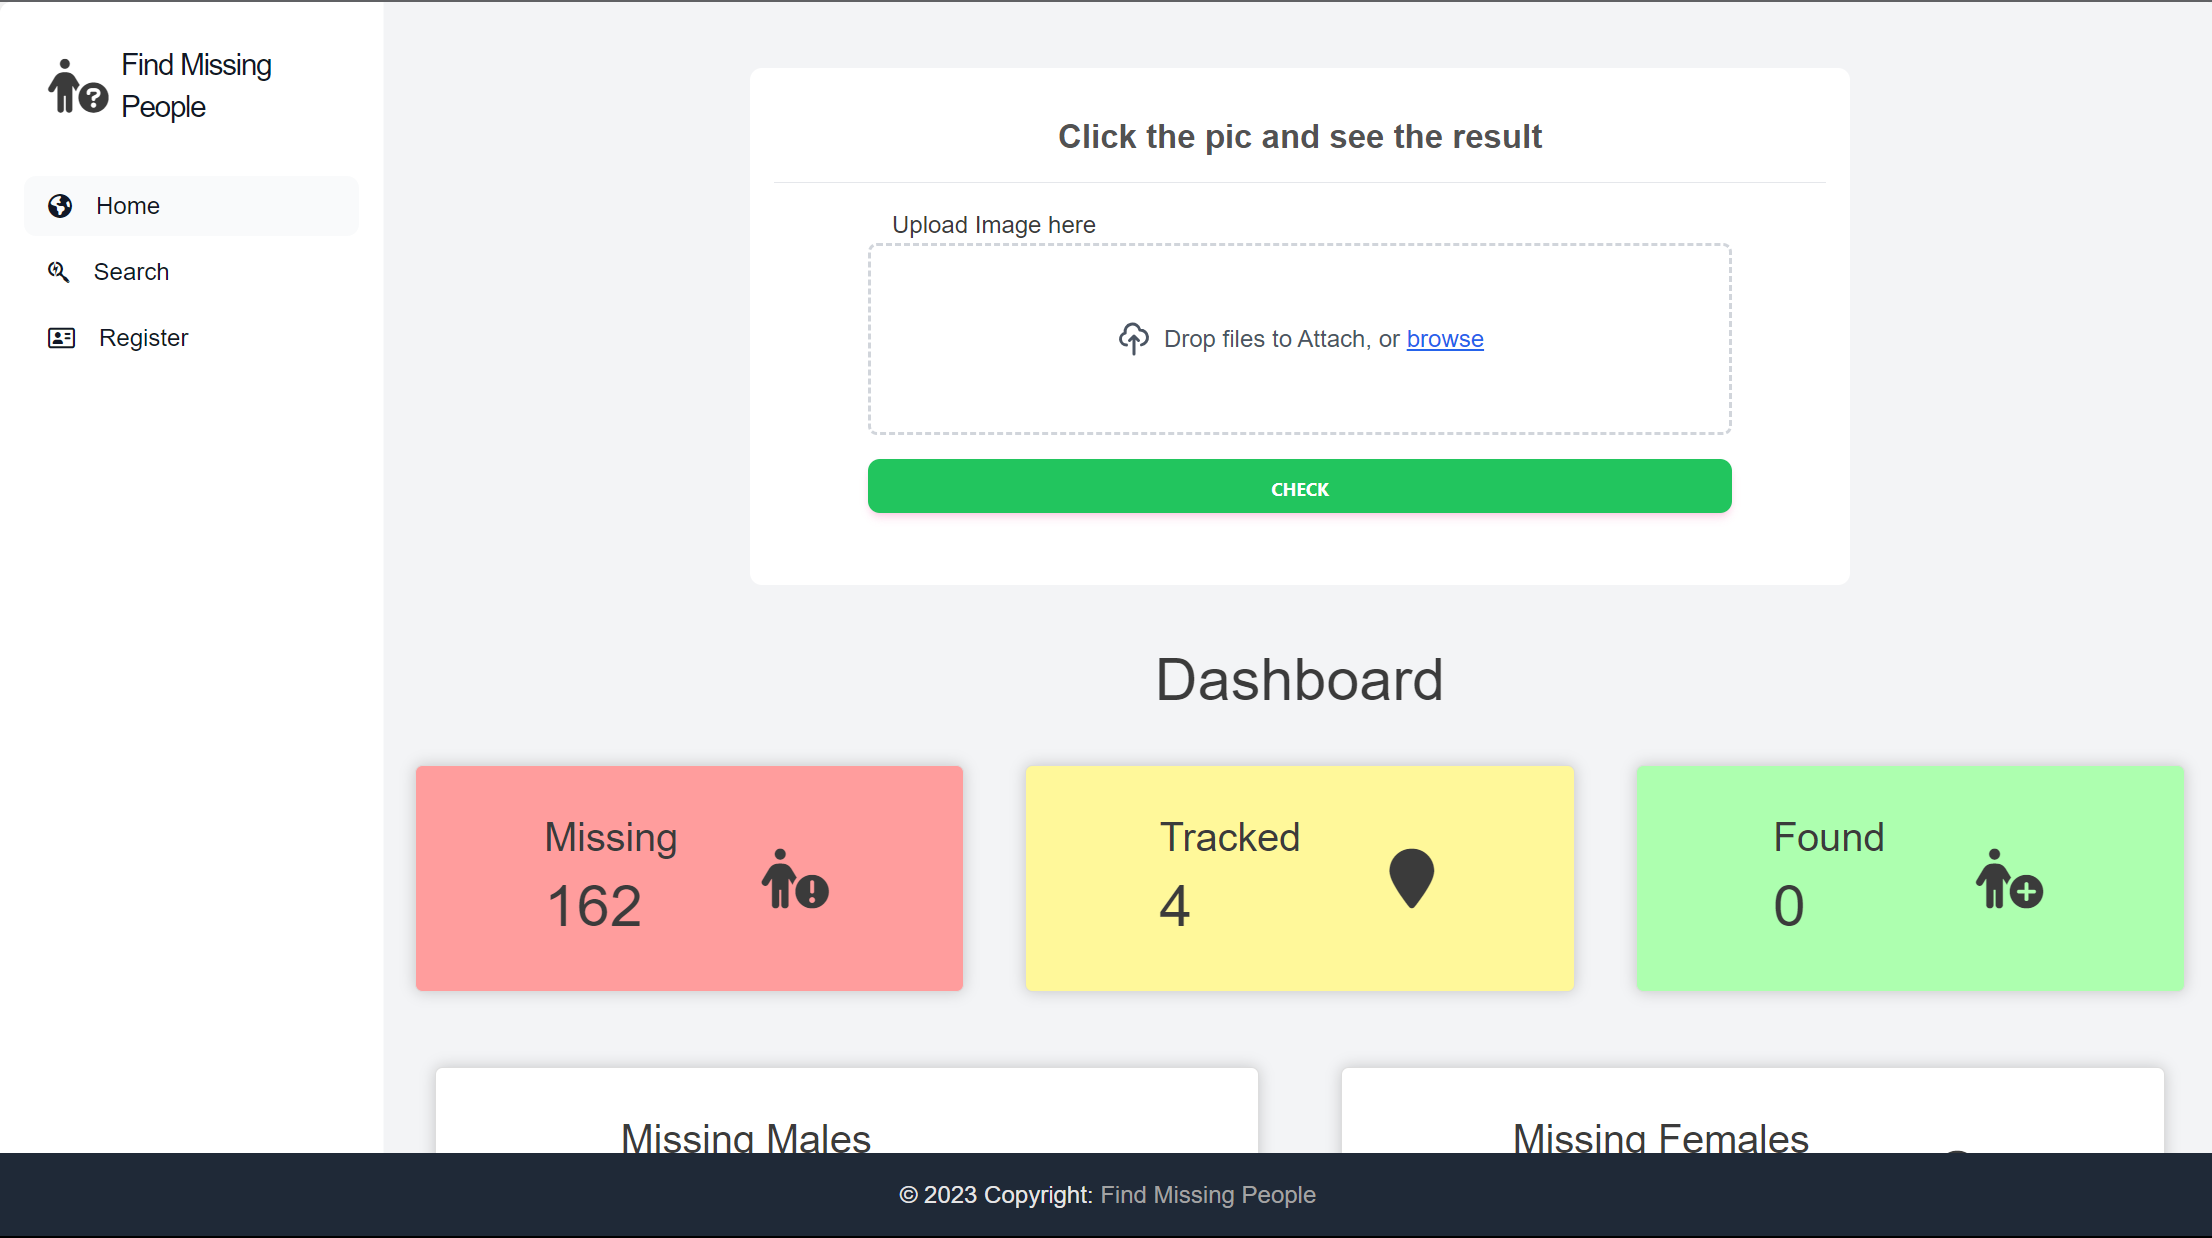 Find Missing
People
Home
Search
Register
Click the pic and see the result
Upload Image here
Drop files to Attach, or browse
CHECK
Dashboard
Missing
162
Tracked
4
Found
0
Missing Males
Missing Females
© 2023 Copyright: Find Missing People